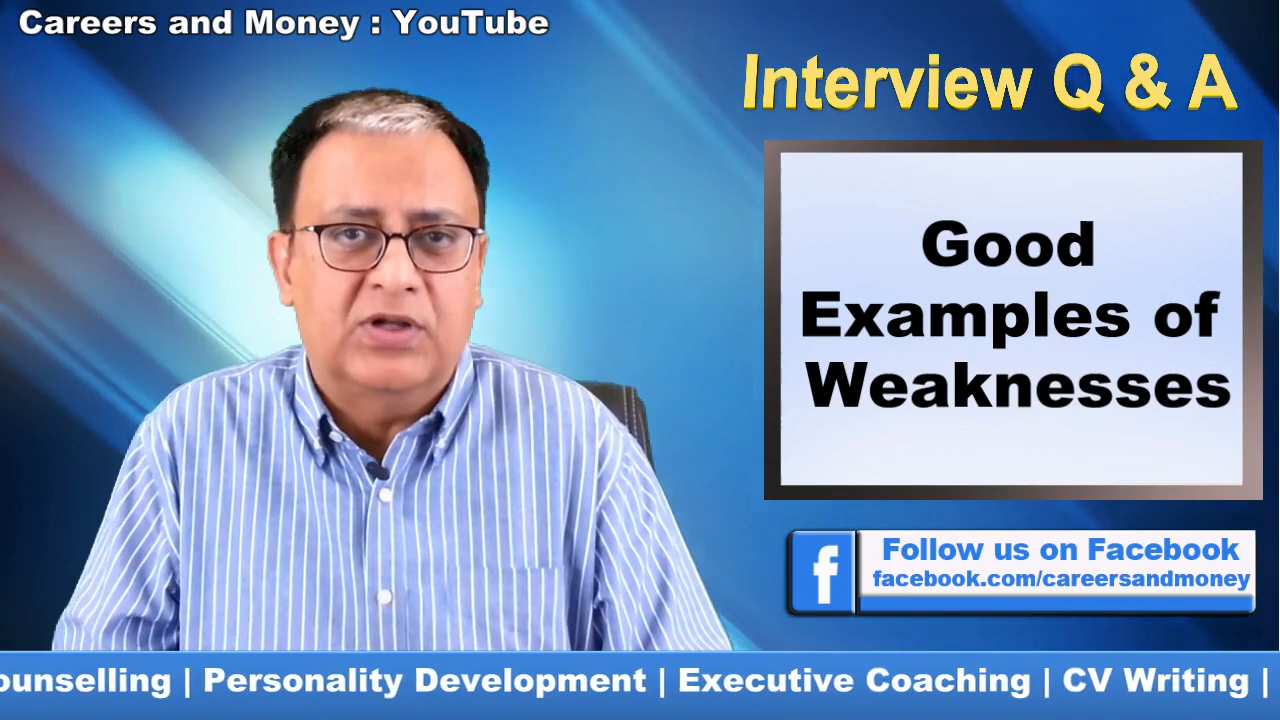 Careers and Money : YouTube
Interview Q & A
Good
Examples of
Weaknesses
f
Follow us on Facebook
facebook.com/careersandmoney
ounselling | Personality Development | Executive Coaching | CV Writing |